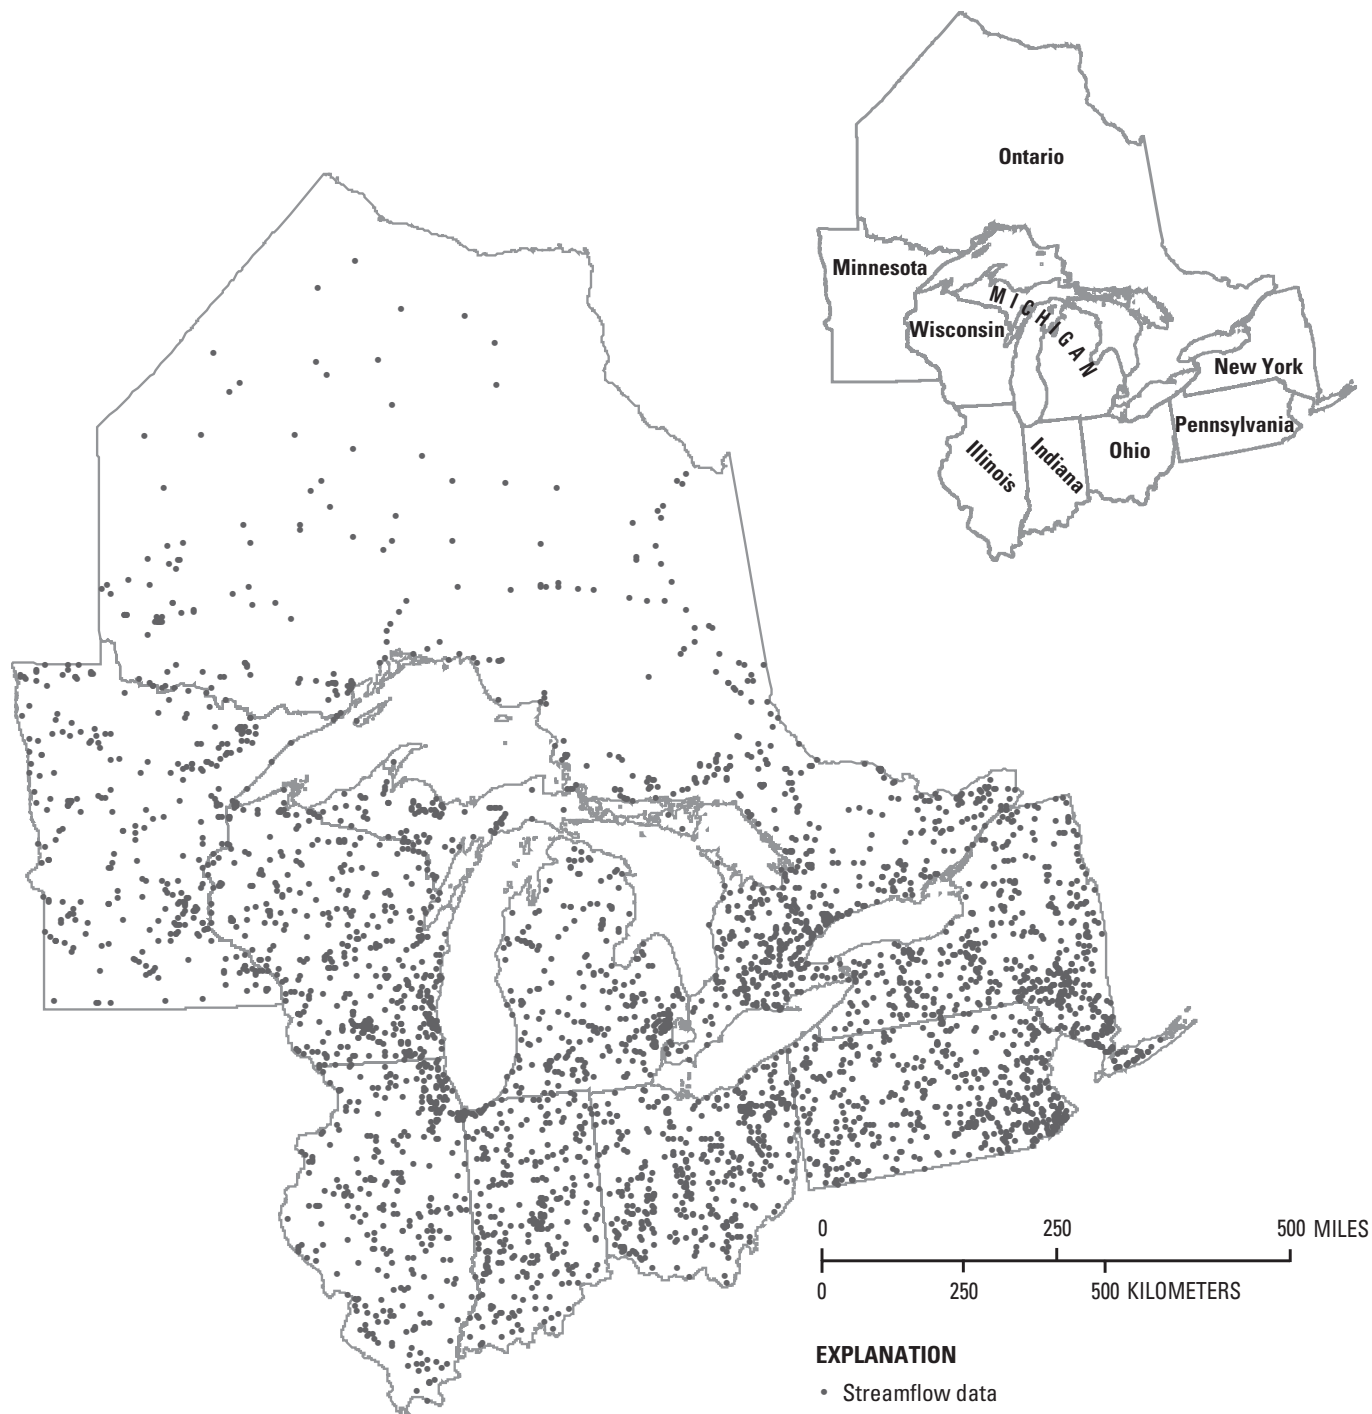 Ontario
Minnesota
MICHIGAN
Wisconsin
New York
Pennsylvania
Ohio
Indiana
Illinois
0 250 500 MILES
0 250 500 KILOMETERS
EXPLANATION
Streamflow data